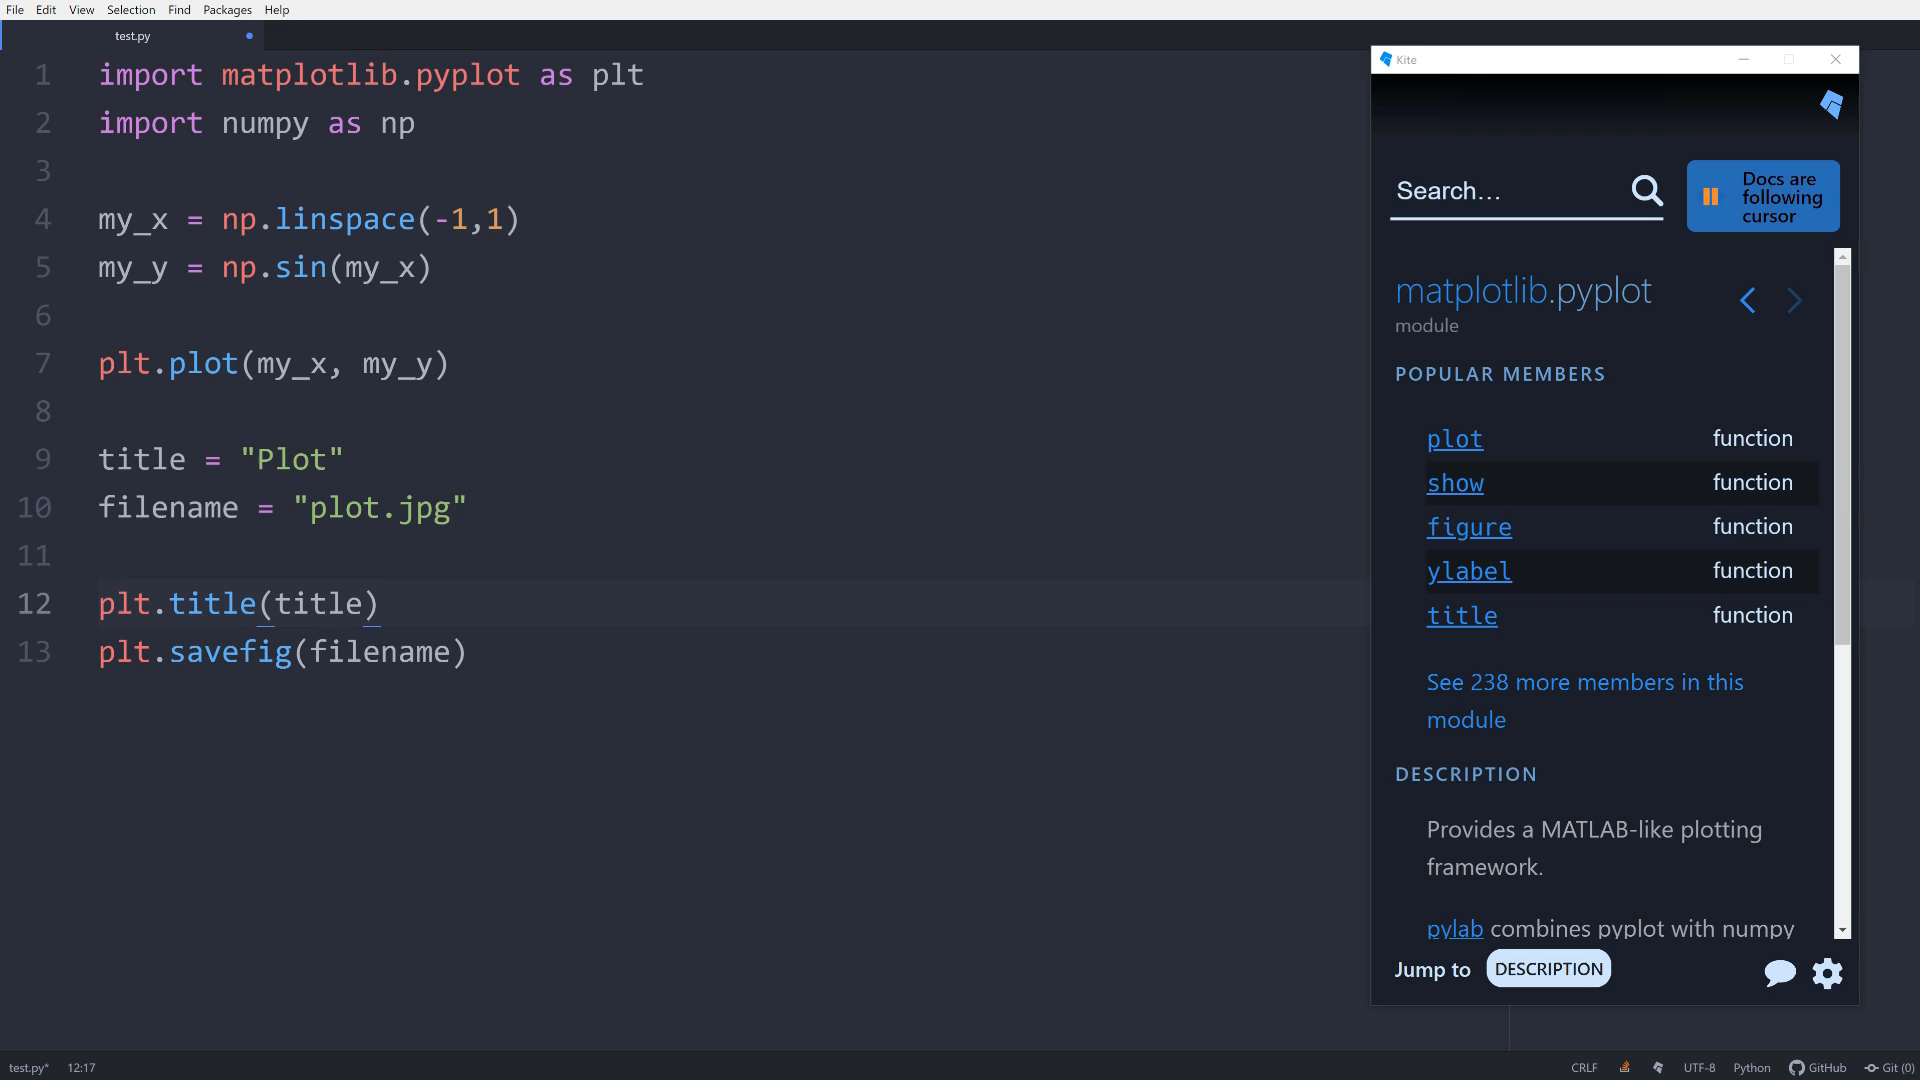 File Edit View Selection Find Packages Help
test.py
1 import matplotlib.pyplot as plt
2 import numpy as np
3
4 my_x = np.linspace(-1,1)
5 my_y = np.sin(my_x)
6
7 plt.plot(my_x, my_y)
8
9 title = "Plot"
10 filename = "plot.jpg"
11
12 plt.title(title)
13 plt.savefig(filename)
Kite
Search...
Docs are
following
cursor
matplotlib.pyplot
module
POPULAR MEMBERS
plot function
show function
figure function
ylabel function
title function
See 238 more members in this
module
DESCRIPTION
Provides a MATLAB-like plotting
framework.
pylab combines pyplot with numpy
Jump to DESCRIPTION
test.py* 12:17 CRLF UTF-8 Python GitHub Git (0)